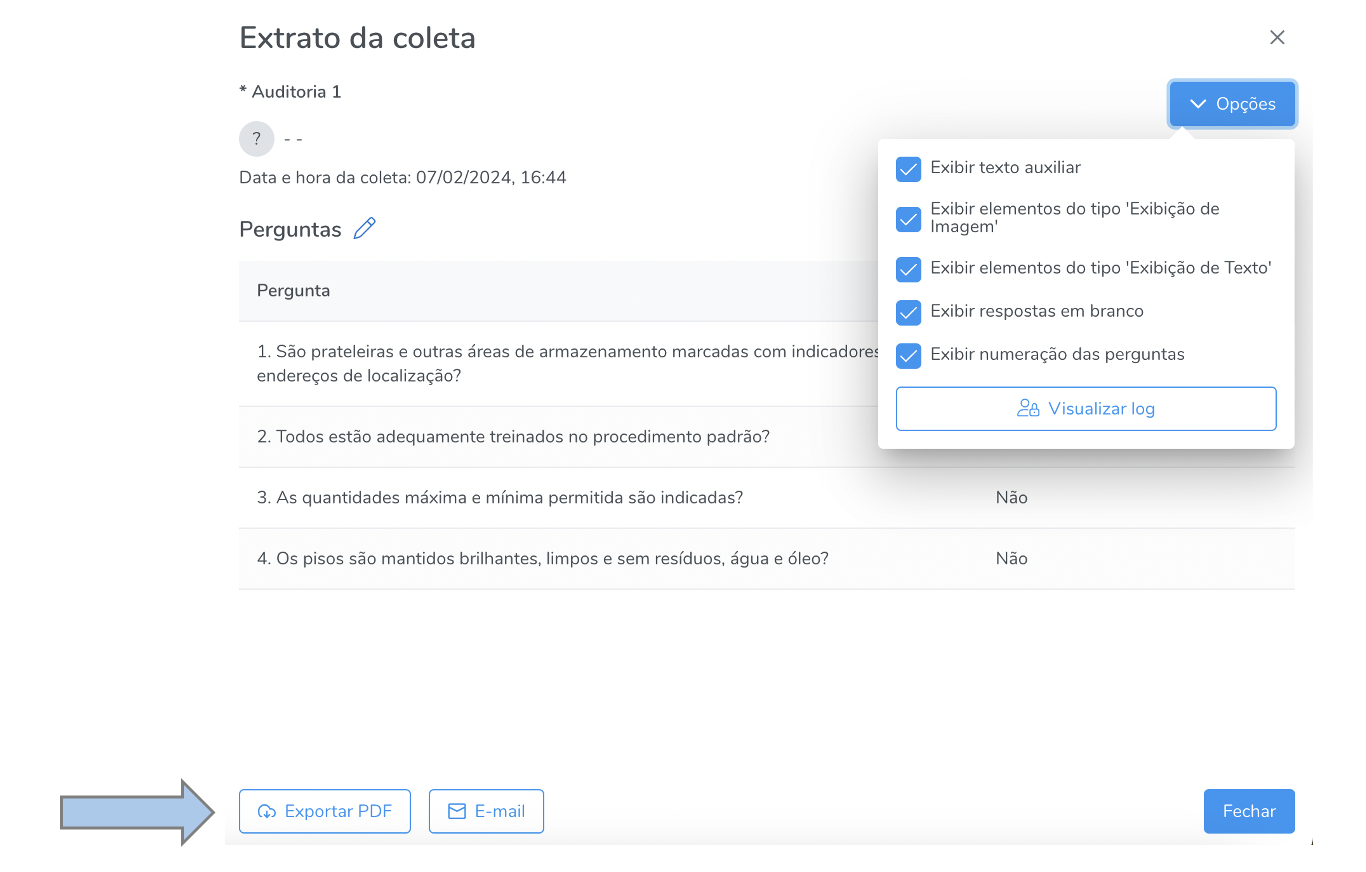 Extrato da coleta
* Auditoria 1
Opções
? - -
Data e hora da coleta: 07/02/2024, 16:44
Perguntas
Exibir texto auxiliar
Exibir elementos do tipo 'Exibição de
Imagem'
Exibir elementos do tipo 'Exibição de Texto'
Exibir respostas em branco
Exibir numeração das perguntas
Visualizar log
Pergunta
1. São prateleiras e outras áreas de armazenamento marcadas com indicadores
endereços de localização?
2. Todos estão adequamente treinados no procedimento padrão?
3. As quantidades máxima e mínima permitida são indicadas? Não
4. Os pisos são mantidos brilhantes, limpos e sem resíduos, água e óleo? Não
Exportar PDF E-mail Fechar